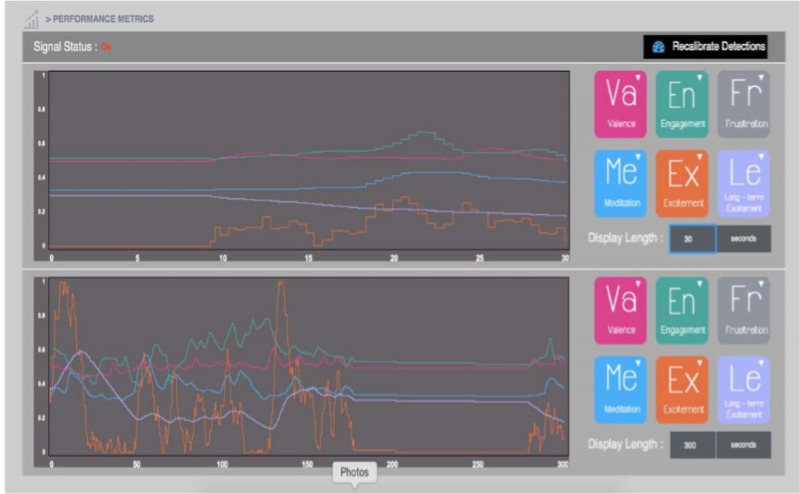 > PERFORMANCE METRICS
Signal Status : Ok
Recalibrate Detections
1
0.8
0.6
0.4
0.2
0
0 5 10 15 20 25 30
Va Valence
En Engagement
Fr Frustration
Me Meditation
Ex Excitement
Le Long - term Excitement
Display Length : 30 seconds
1
0.8
0.6
0.4
0.2
0
0 50 100 150 200 250 300
Va Valence
En Engagement
Fr Frustration
Me Meditation
Ex Excitement
Le Long - term Excitement
Display Length : 300 seconds
Photos